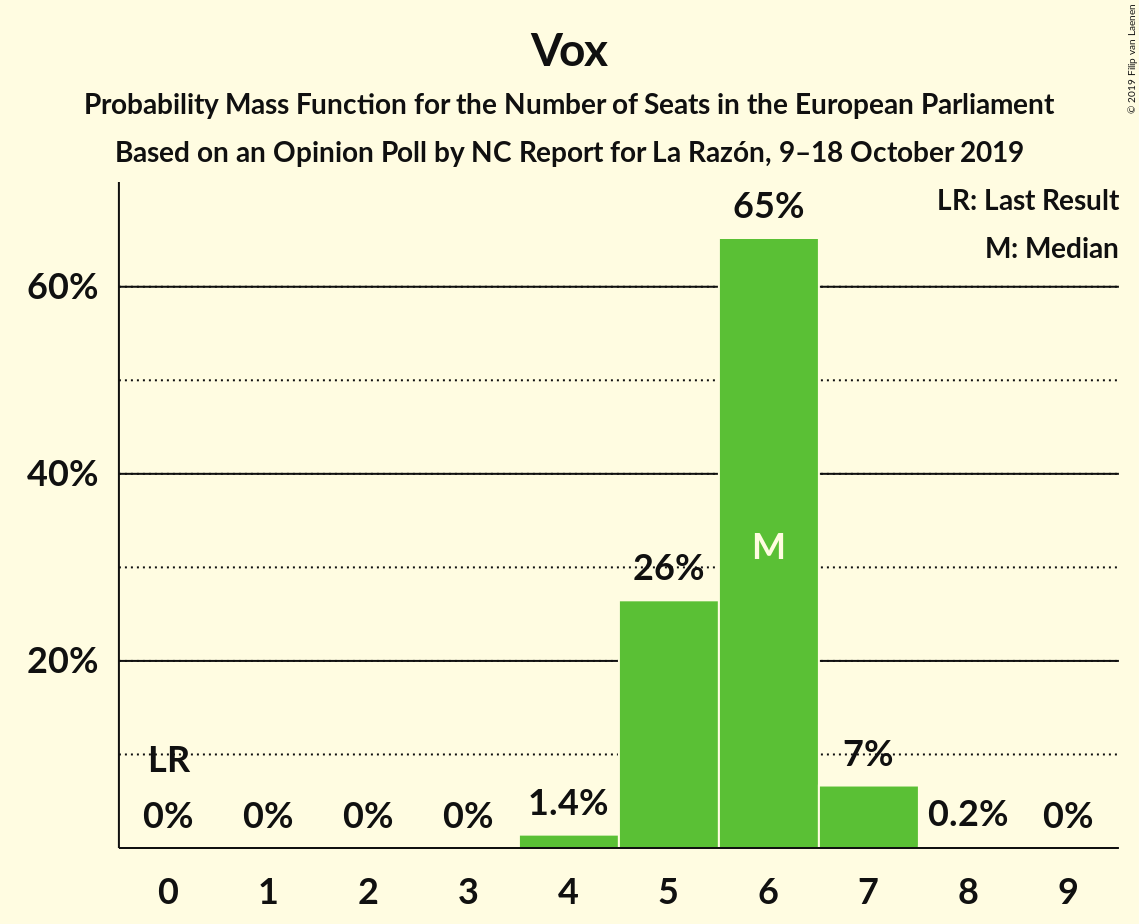 Vox
Probability Mass Function for the Number of Seats in the European Parliament
Based on an Opinion Poll by NC Report for La Razón, 9–18 October 2019
© 2019 Filip van Laenen
LR: Last Result
M: Median
60%
40%
20%
LR
0%
0%
0%
0%
1.4%
26%
65%
M
7%
0.2%
0%
0 1 2 3 4 5 6 7 8 9